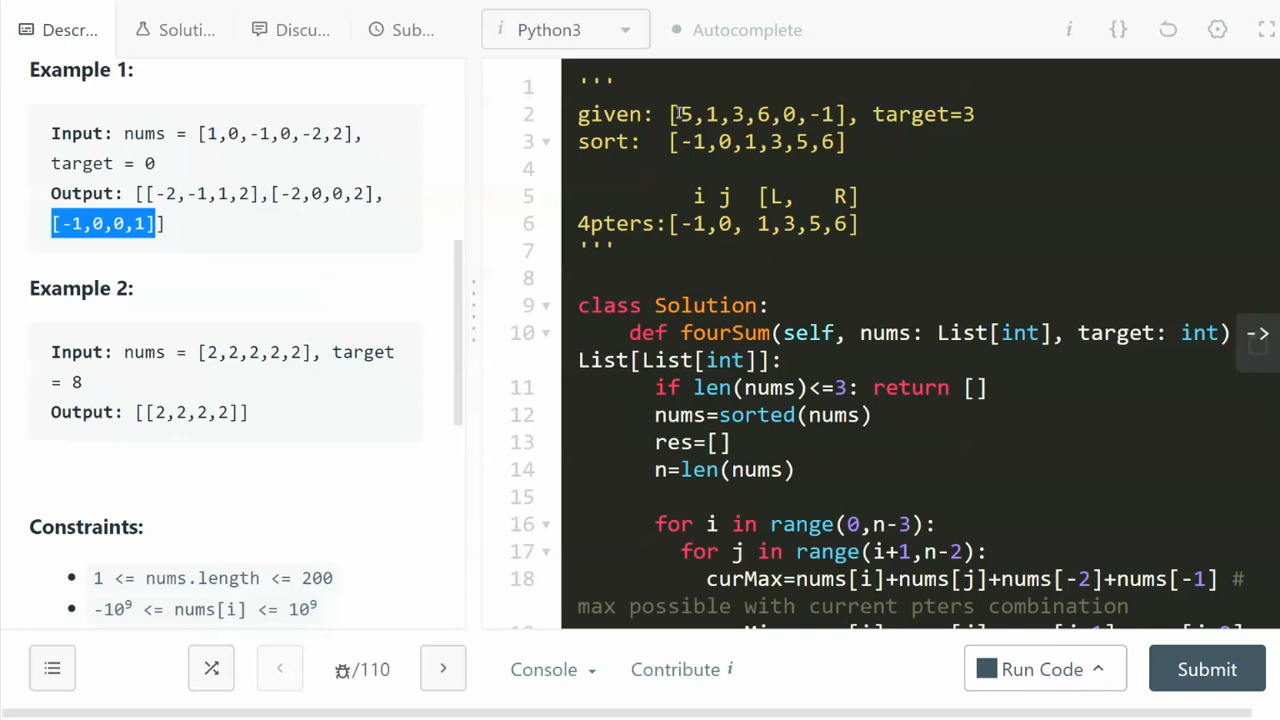 Descr...
Soluti...
Discu...
Sub...
i Python3
Autocomplete
i {}
Example 1:
Input: nums = [1,0,-1,0,-2,2],
target = 0
Output: [[-2,-1,1,2],[-2,0,0,2],
[-1,0,0,1]]
Example 2:
Input: nums = [2,2,2,2,2], target
= 8
Output: [[2,2,2,2]]
Constraints:
• 1 <= nums.length <= 200
• -10⁹ <= nums[i] <= 10⁹
1 '''
2 given: [5,1,3,6,0,-1], target=3
3 sort: [-1,0,1,3,5,6]
4
5 i j [L, R]
6 4pters:[-1,0, 1,3,5,6]
7 '''
8
9 class Solution:
10 def fourSum(self, nums: List[int], target: int) ->
List[List[int]]:
11 if len(nums)<=3: return []
12 nums=sorted(nums)
13 res=[]
14 n=len(nums)
15
16 for i in range(0,n-3):
17 for j in range(i+1,n-2):
18 curMax=nums[i]+nums[j]+nums[-2]+nums[-1] #
max possible with current pters combination
/110
Console
Contribute i
Run Code
Submit